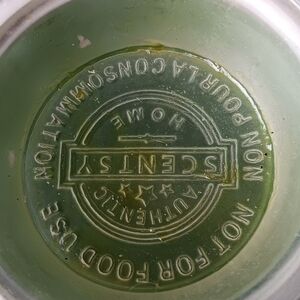 NON POUR LA CONSOMMATION
NOT FOR FOOD USE
AUTHENTIC
SCENTSY
HOME